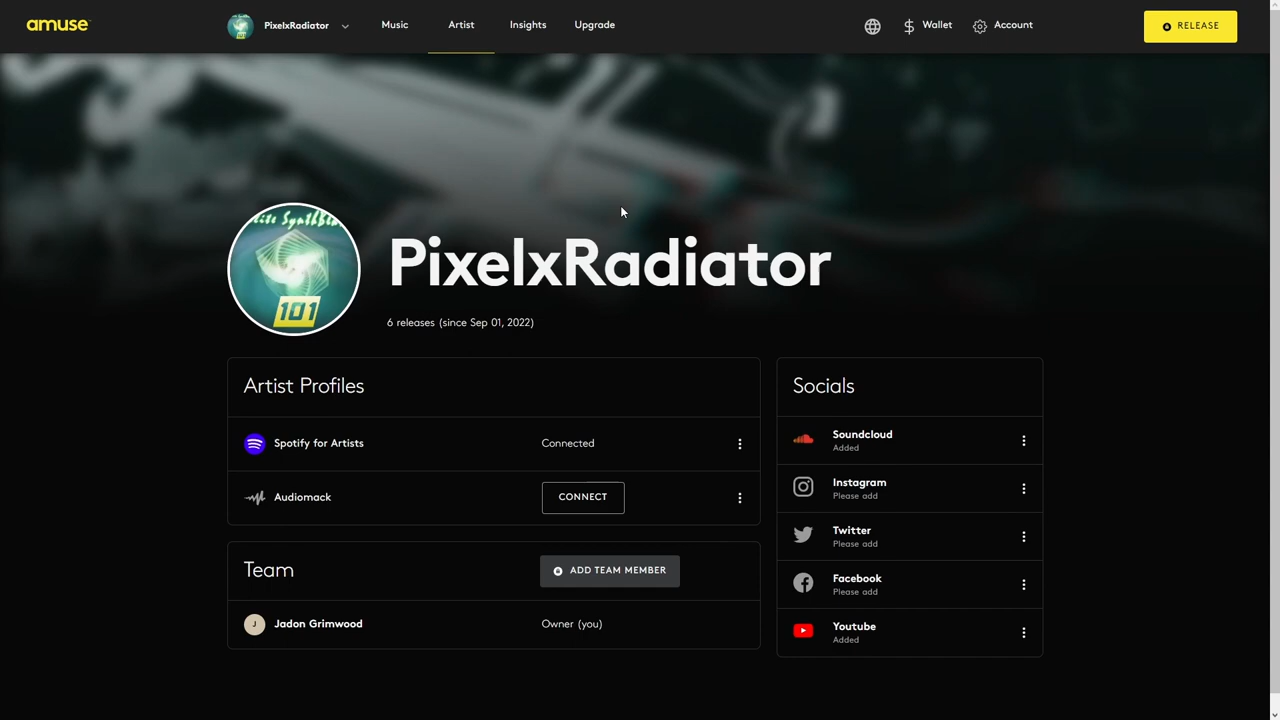 amuse
PixelxRadiator
Music
Artist
Insights
Upgrade
Wallet
Account
RELEASE
101
PixelxRadiator
6 releases (since Sep 01, 2022)
Artist Profiles
Spotify for Artists
Connected
Audiomack
CONNECT
Team
ADD TEAM MEMBER
J
Jadon Grimwood
Owner (you)
Socials
Soundcloud
Added
Instagram
Please add
Twitter
Please add
Facebook
Please add
Youtube
Added